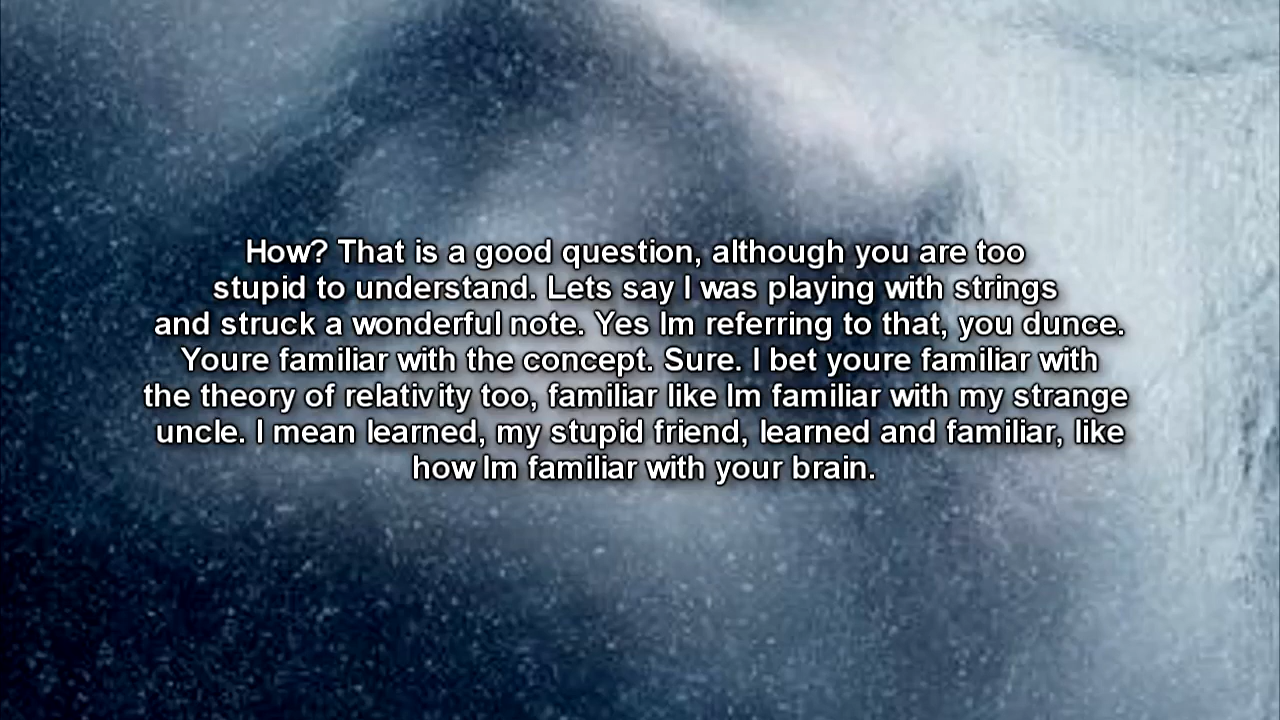 How? That is a good question, although you are too
stupid to understand. Lets say I was playing with strings
and struck a wonderful note. Yes Im referring to that, you dunce.
Youre familiar with the concept. Sure. I bet youre familiar with
the theory of relativity too, familiar like Im familiar with my strange
uncle. I mean learned, my stupid friend, learned and familiar, like
how Im familiar with your brain.